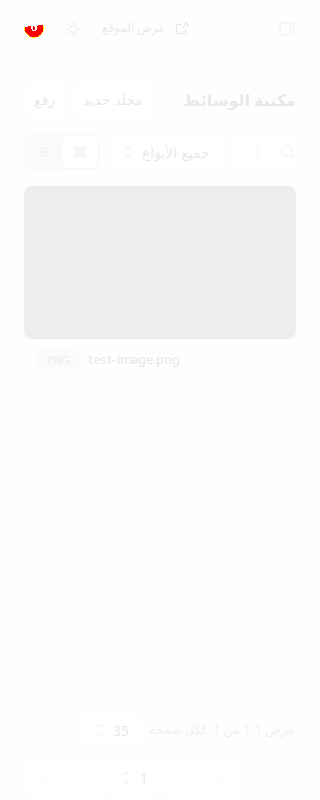 عرض الموقع
مكتبة الوسائط
مجلد جديد
رفع
جميع الأنواع
PNG
test-image.png
عرض 1-1 من 1
لكل صفحة
35
1